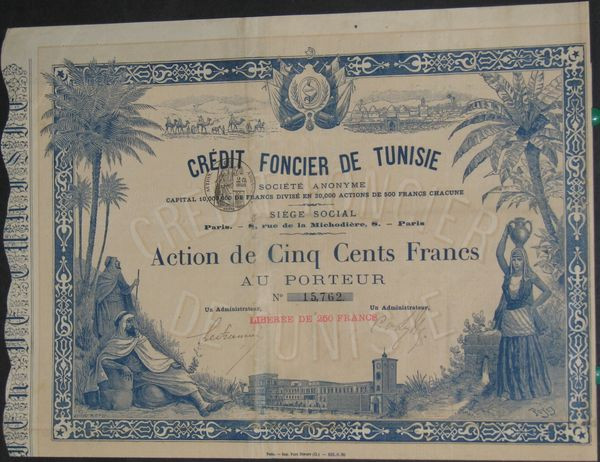 CRÉDIT FONCIER DE TUNISIE
SOCIÉTÉ ANONYME
CAPITAL 10,000,000 DE FRANCS DIVISÉ EN 20,000 ACTIONS DE 500 FRANCS CHACUNE
SIÈGE SOCIAL
Paris. – 8, rue de la Michodière, 8. – Paris
Action de Cinq Cents Francs
AU PORTEUR
N° 15,762
Un Administrateur, Un Administrateur,
LIBÉRÉE DE 250 FRANCS
CRÉDIT FONCIER
DE TUNISIE